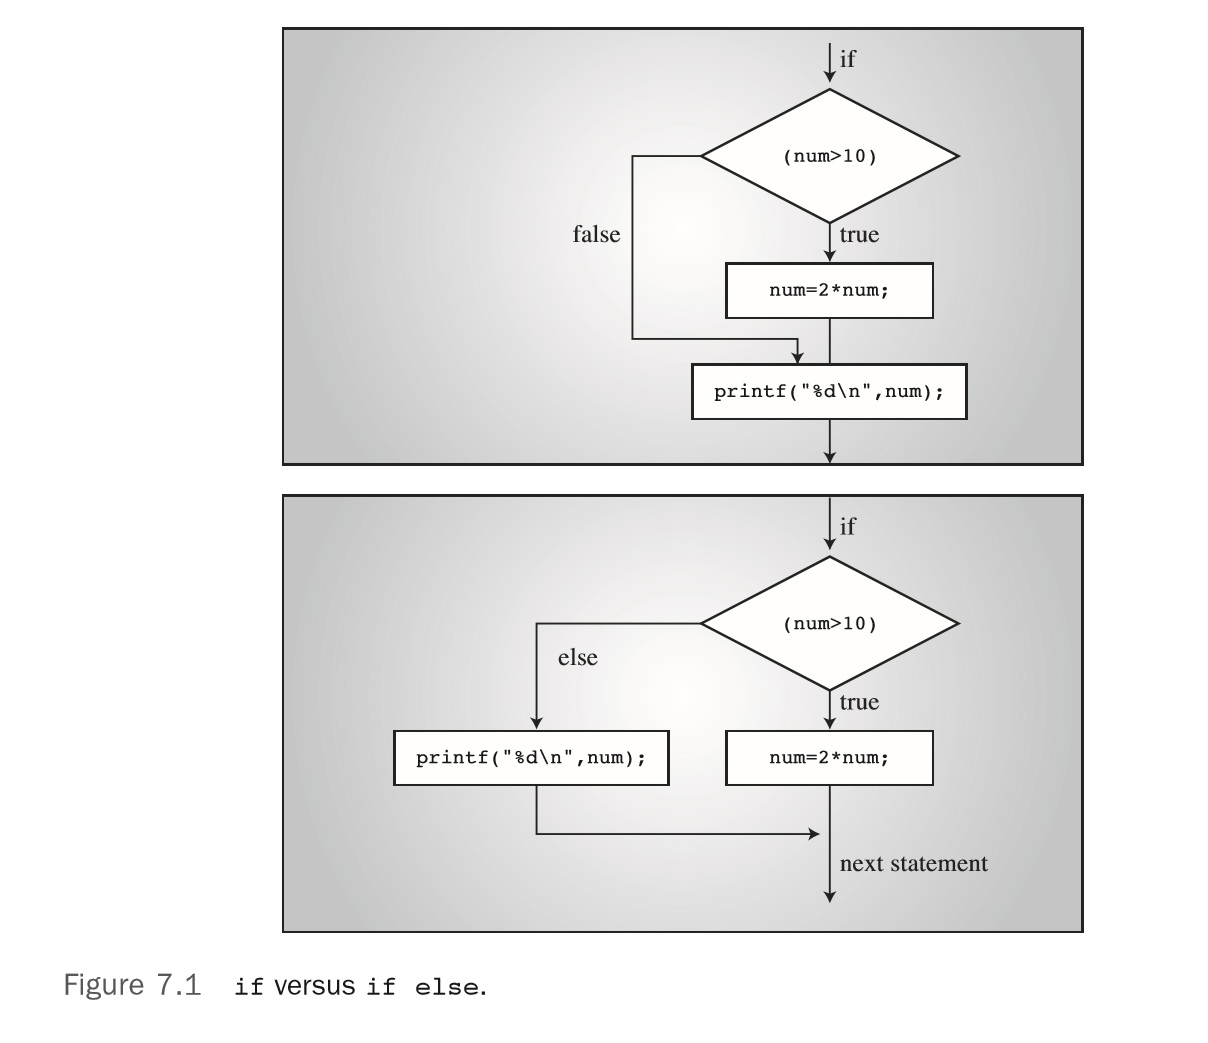 if
(num>10)
false
true
num=2*num;
printf("%d\n",num);
if
(num>10)
else
true
printf("%d\n",num);
num=2*num;
next statement
Figure 7.1 if versus if else.